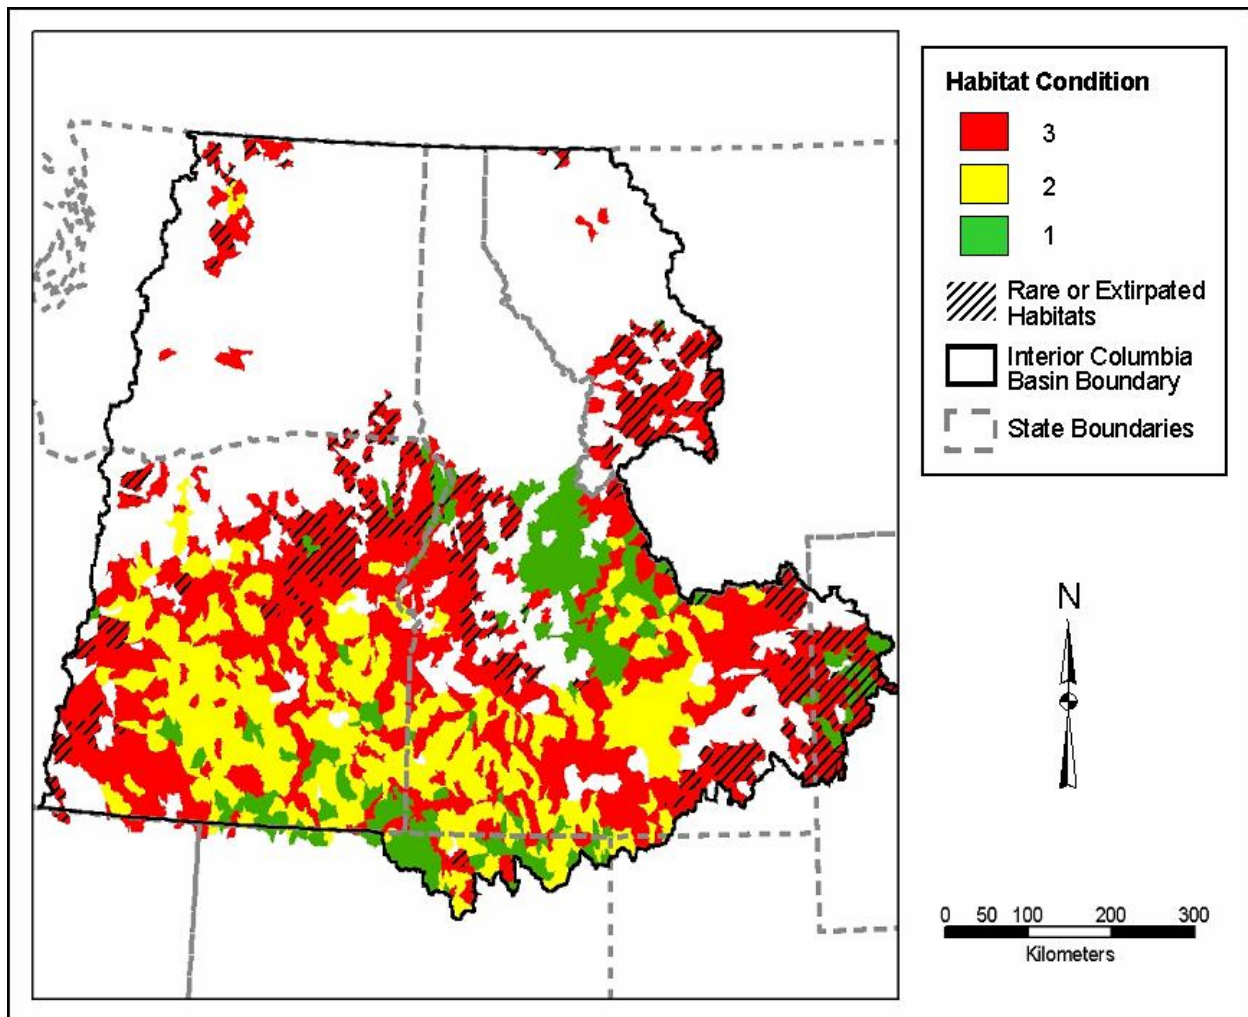 Habitat Condition
3
2
1
Rare or Extirpated
Habitats
Interior Columbia
Basin Boundary
State Boundaries
N
0 50 100 200 300
Kilometers